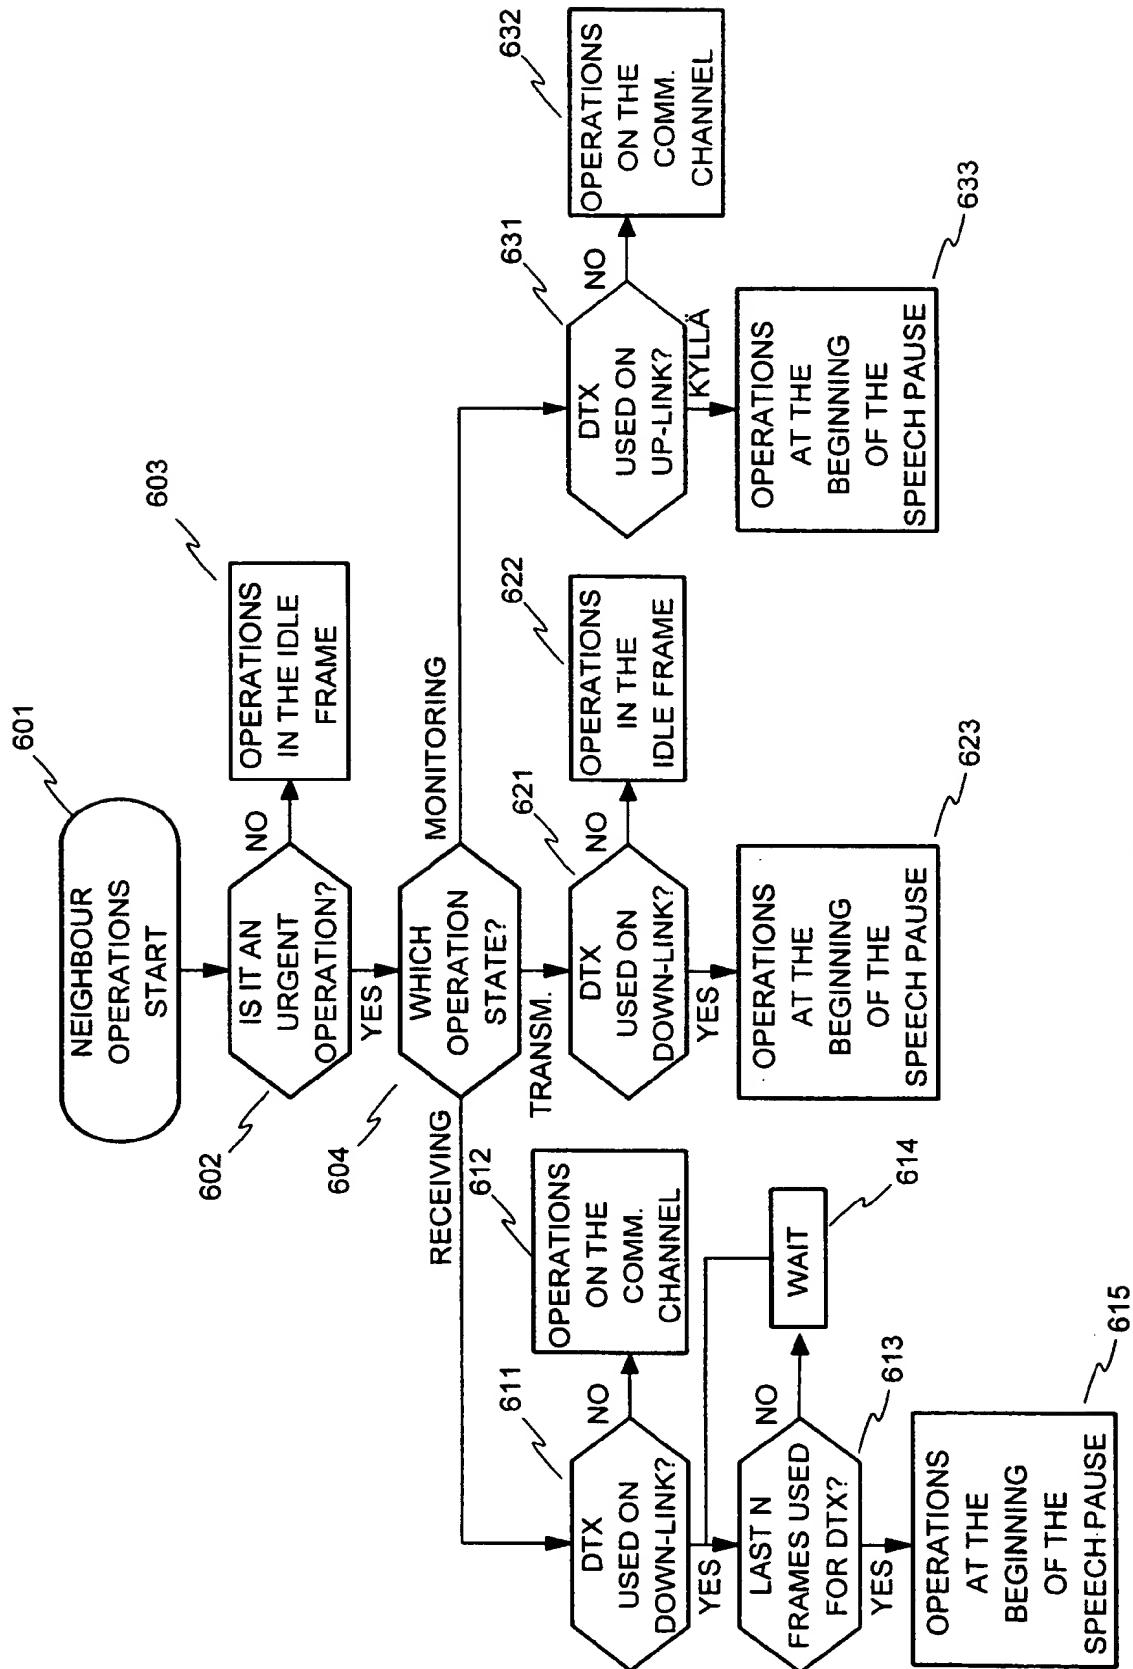 601
NEIGHBOUR
OPERATIONS
START
602
IS IT AN
URGENT
OPERATION?
NO
603
OPERATIONS
IN THE IDLE
FRAME
YES
604
WHICH
OPERATION
STATE?
RECEIVING
TRANSM.
MONITORING
611
DTX
USED ON
DOWN-LINK?
NO
612
OPERATIONS
ON THE
COMM.
CHANNEL
YES
613
LAST N
FRAMES USED
FOR DTX?
NO
614
WAIT
YES
615
OPERATIONS
AT THE
BEGINNING
OF THE
SPEECH PAUSE
621
DTX
USED ON
DOWN-LINK?
NO
622
OPERATIONS
IN THE
IDLE FRAME
YES
623
OPERATIONS
AT THE
BEGINNING
OF THE
SPEECH PAUSE
631
DTX
USED ON
UP-LINK?
NO
632
OPERATIONS
ON THE
COMM.
CHANNEL
KYLLÄ
633
OPERATIONS
AT THE
BEGINNING
OF THE
SPEECH PAUSE